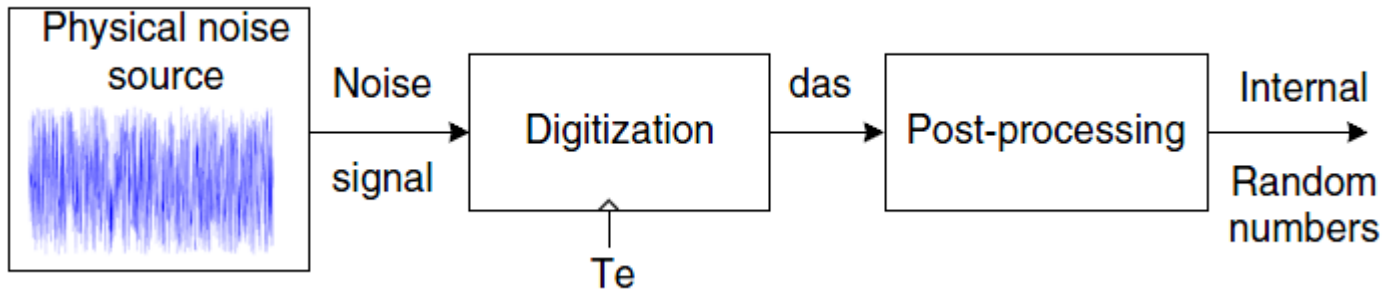 Physical noise
source
Noise
signal
Digitization
Te
das
Post-processing
Internal
Random
numbers